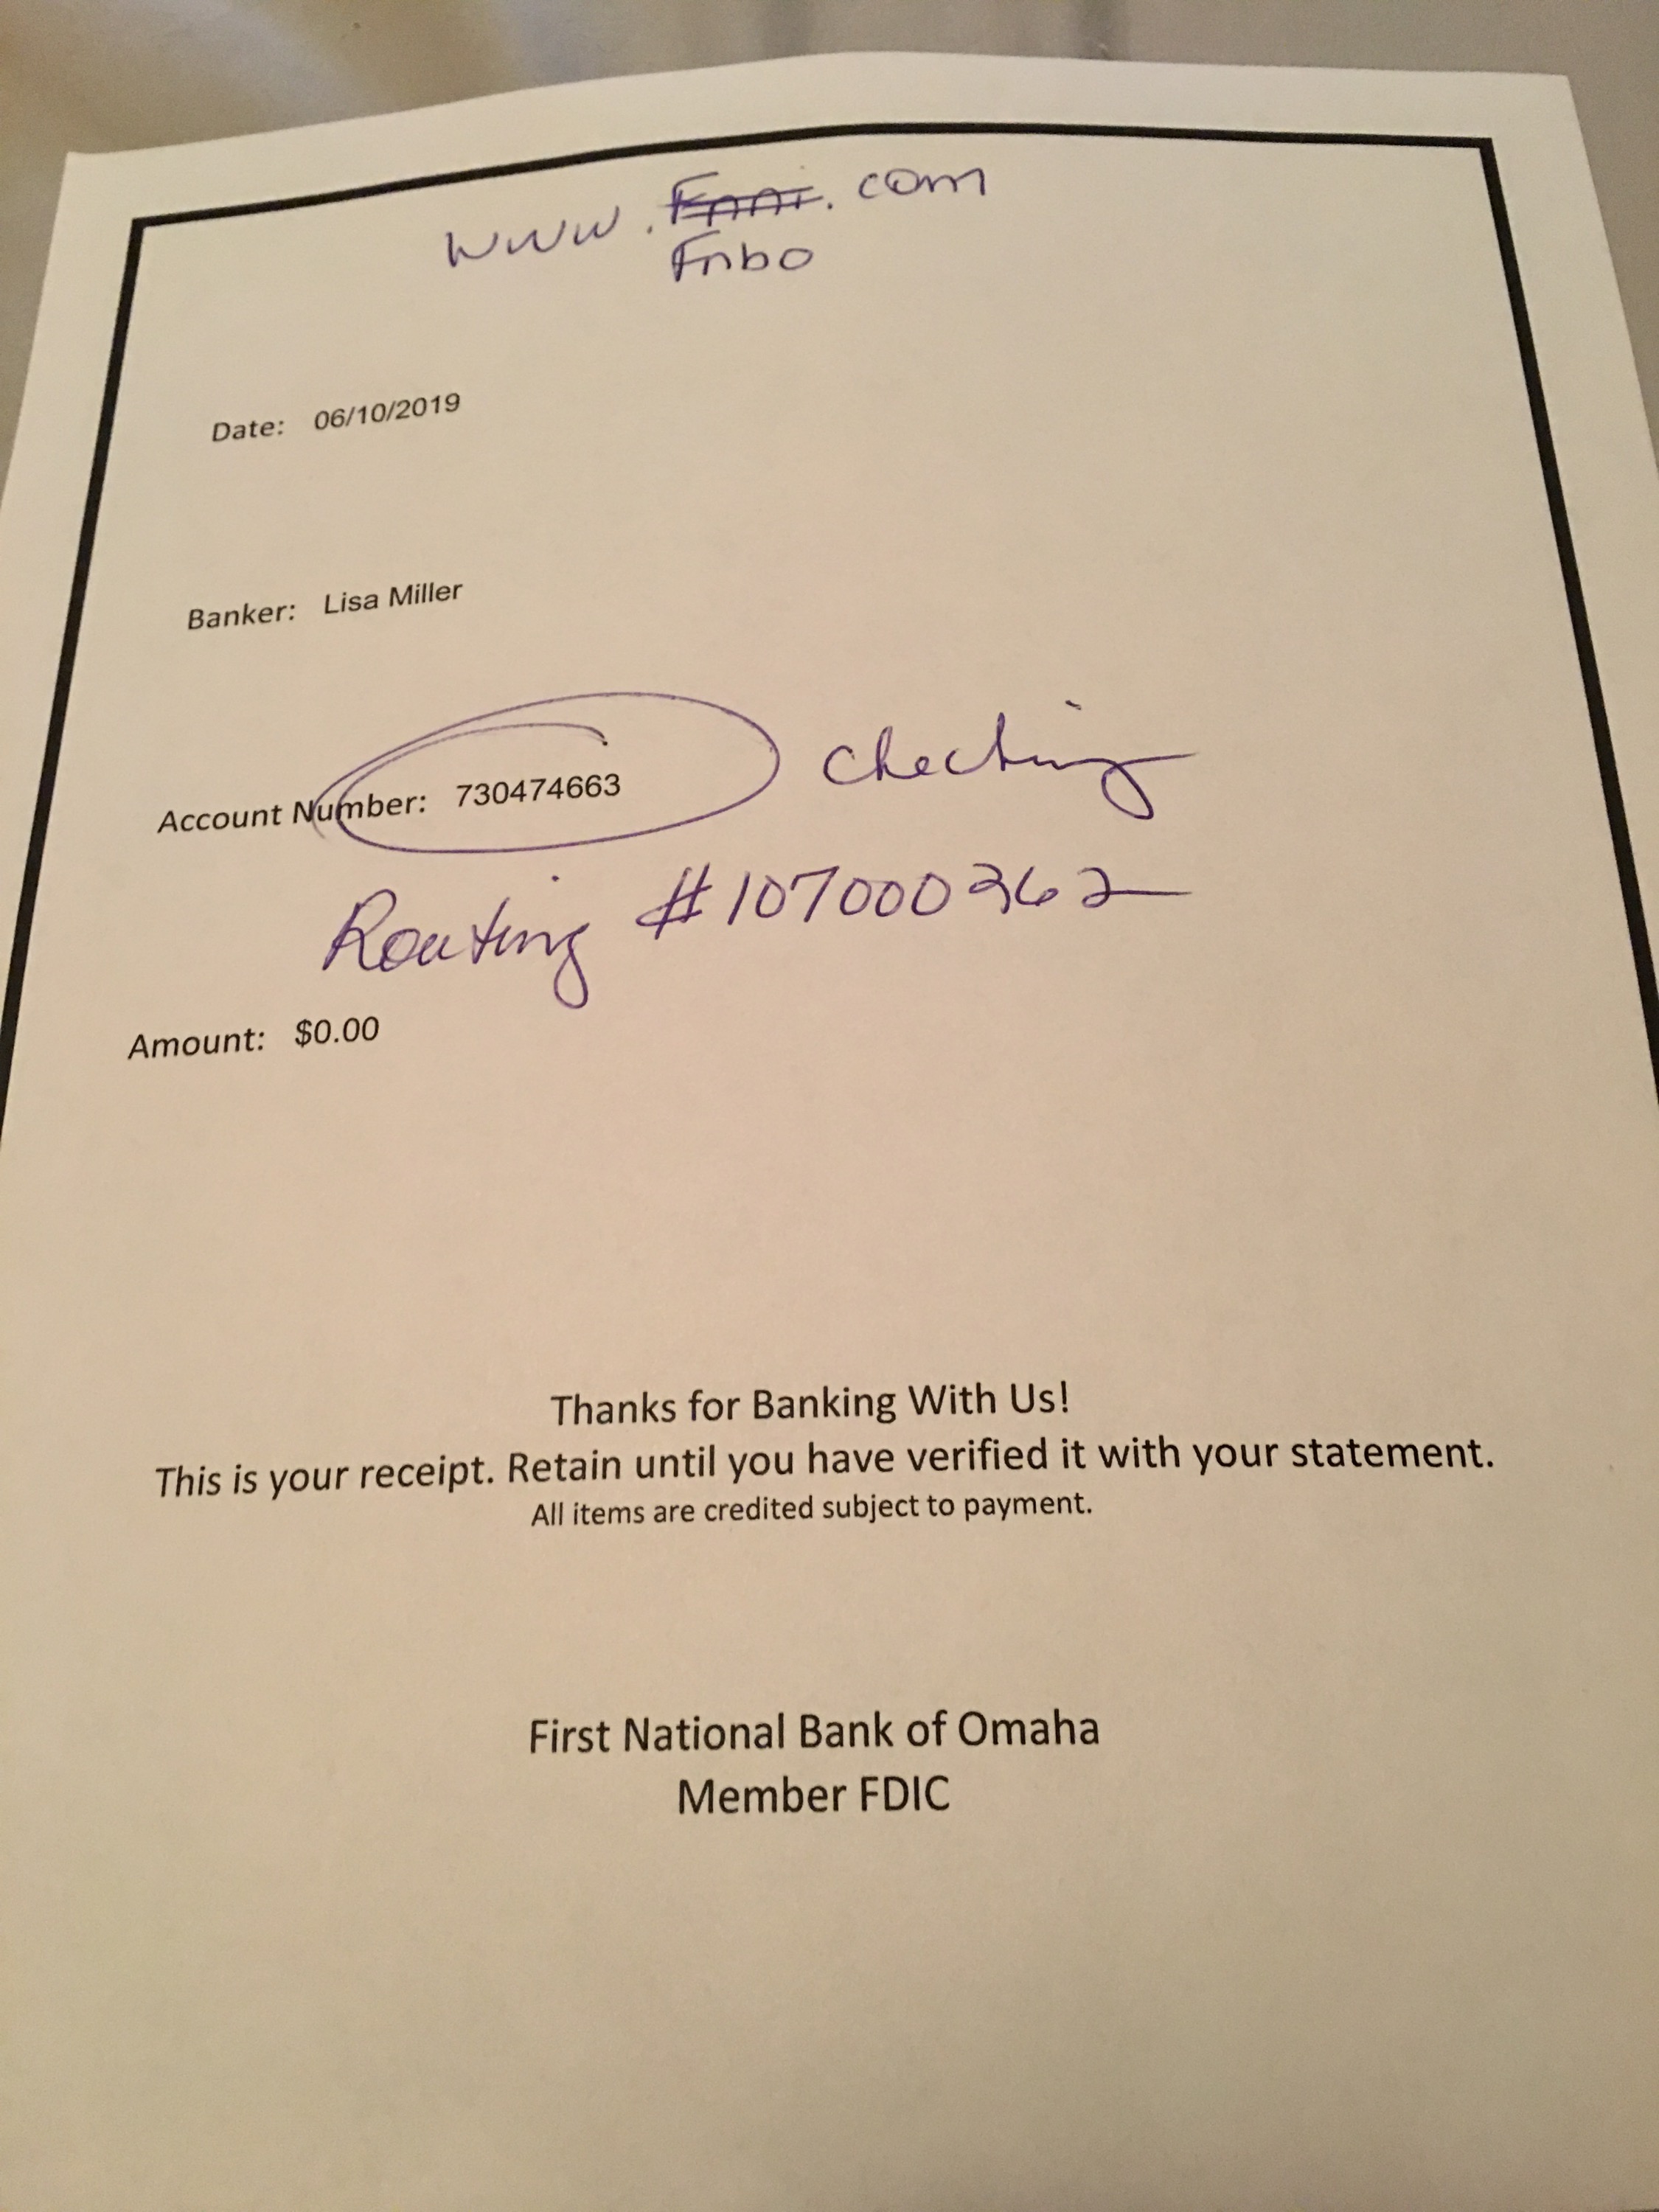 www.Fnni.com
Fnbo
Date: 06/10/2019
Banker: Lisa Miller
Account Number: 730474663 checking
Routing #107000362
Amount: $0.00
Thanks for Banking With Us!
This is your receipt. Retain until you have verified it with your statement.
All items are credited subject to payment.
First National Bank of Omaha
Member FDIC